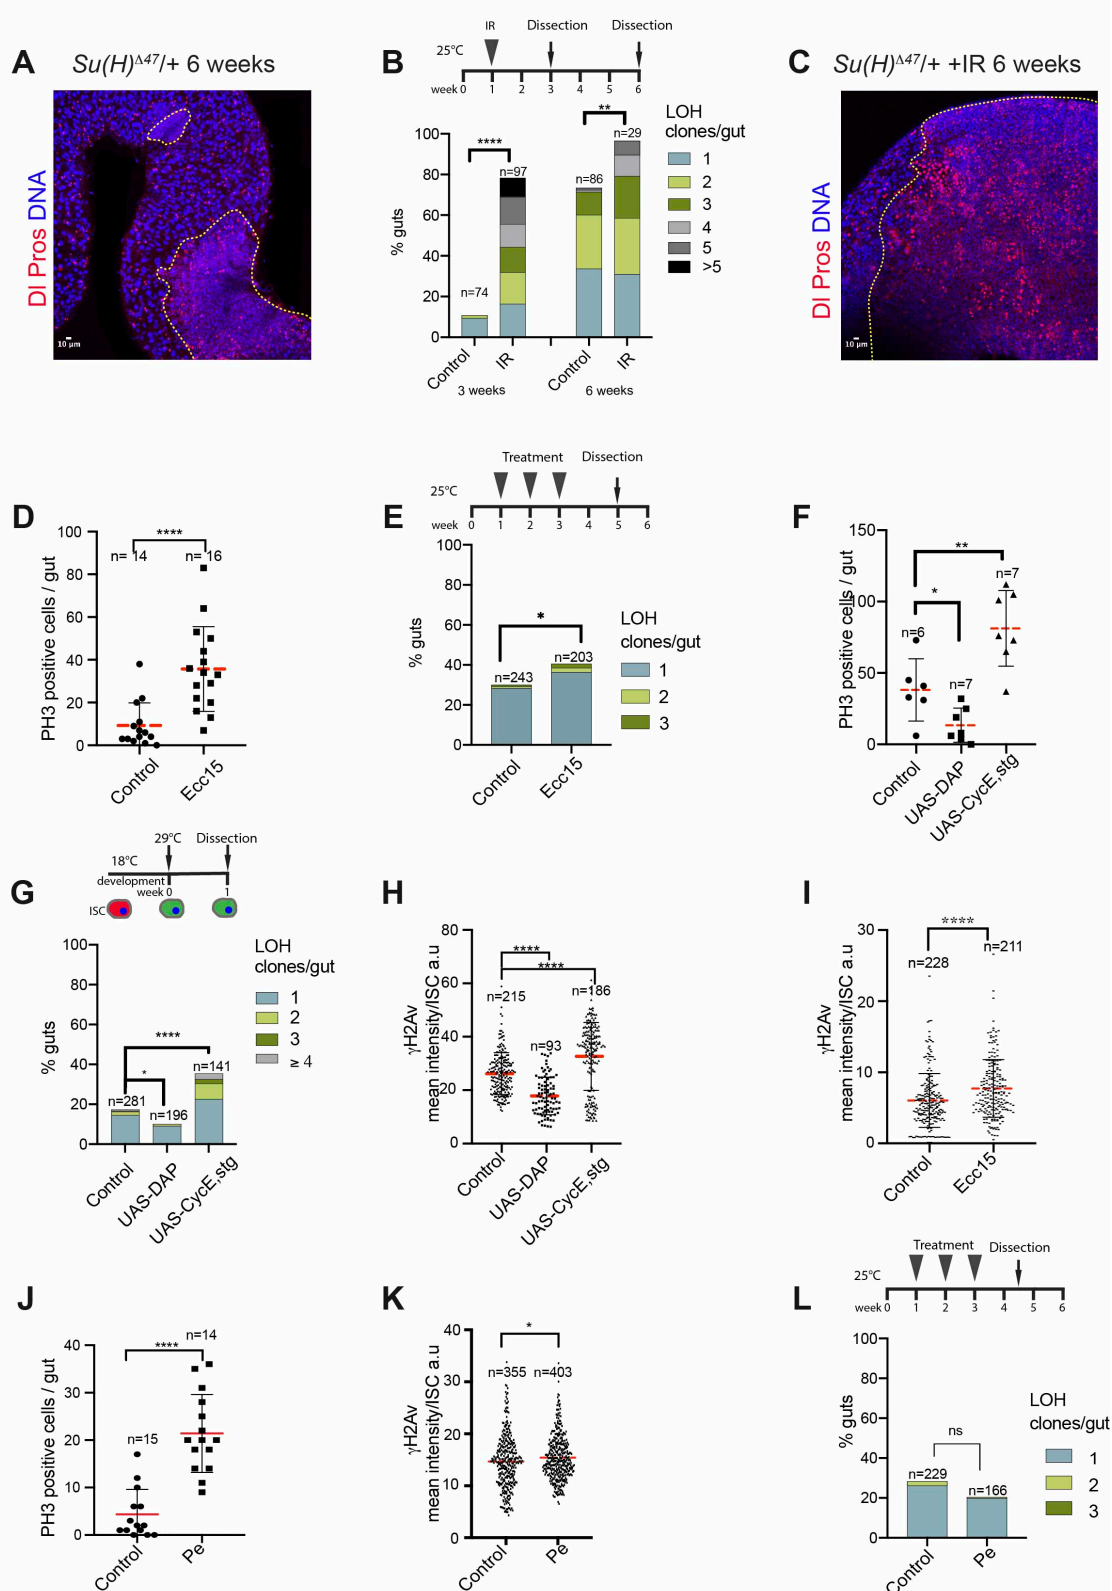 A
Su(H)Δ47/+ 6 weeks
Dl Pros DNA
10 µm
B
IR
Dissection
Dissection
25°C
week 0 1 2 3 4 5 6
% guts
100
80
60
40
20
0
****
**
n=74
n=97
n=86
n=29
Control
IR
Control
IR
3 weeks
6 weeks
LOH
clones/gut
1
2
3
4
5
>5
C
Su(H)Δ47/+ +IR 6 weeks
Dl Pros DNA
10 µm
D
PH3 positive cells / gut
100
80
60
40
20
0
****
n= 14
n= 16
Control
Ecc15
E
Treatment
Dissection
25°C
week 0 1 2 3 4 5 6
% guts
100
80
60
40
20
0
*
n=243
n=203
Control
Ecc15
LOH
clones/gut
1
2
3
F
PH3 positive cells / gut
150
100
50
0
**
*
n=6
n=7
n=7
Control
UAS-DAP
UAS-CycE,stg
G
29°C
Dissection
18°C
development
week 0 1
ISC
% guts
100
80
60
40
20
0
****
*
n=281
n=196
n=141
Control
UAS-DAP
UAS-CycE,stg
LOH
clones/gut
1
2
3
≥ 4
H
γH2Av
mean intensity/ISC a.u
80
60
40
20
0
****
****
n=215
n=93
n=186
Control
UAS-DAP
UAS-CycE,stg
I
γH2Av
mean intensity/ISC a.u
30
20
10
0
****
n=228
n=211
Control
Ecc15
J
PH3 positive cells / gut
40
30
20
10
0
****
n=15
n=14
Control
Pe
K
γH2Av
mean intensity/ISC a.u
40
30
20
10
0
*
n=355
n=403
Control
Pe
L
Treatment
Dissection
25°C
week 0 1 2 3 4 5 6
% guts
100
80
60
40
20
0
ns
n=229
n=166
Control
Pe
LOH
clones/gut
1
2
3